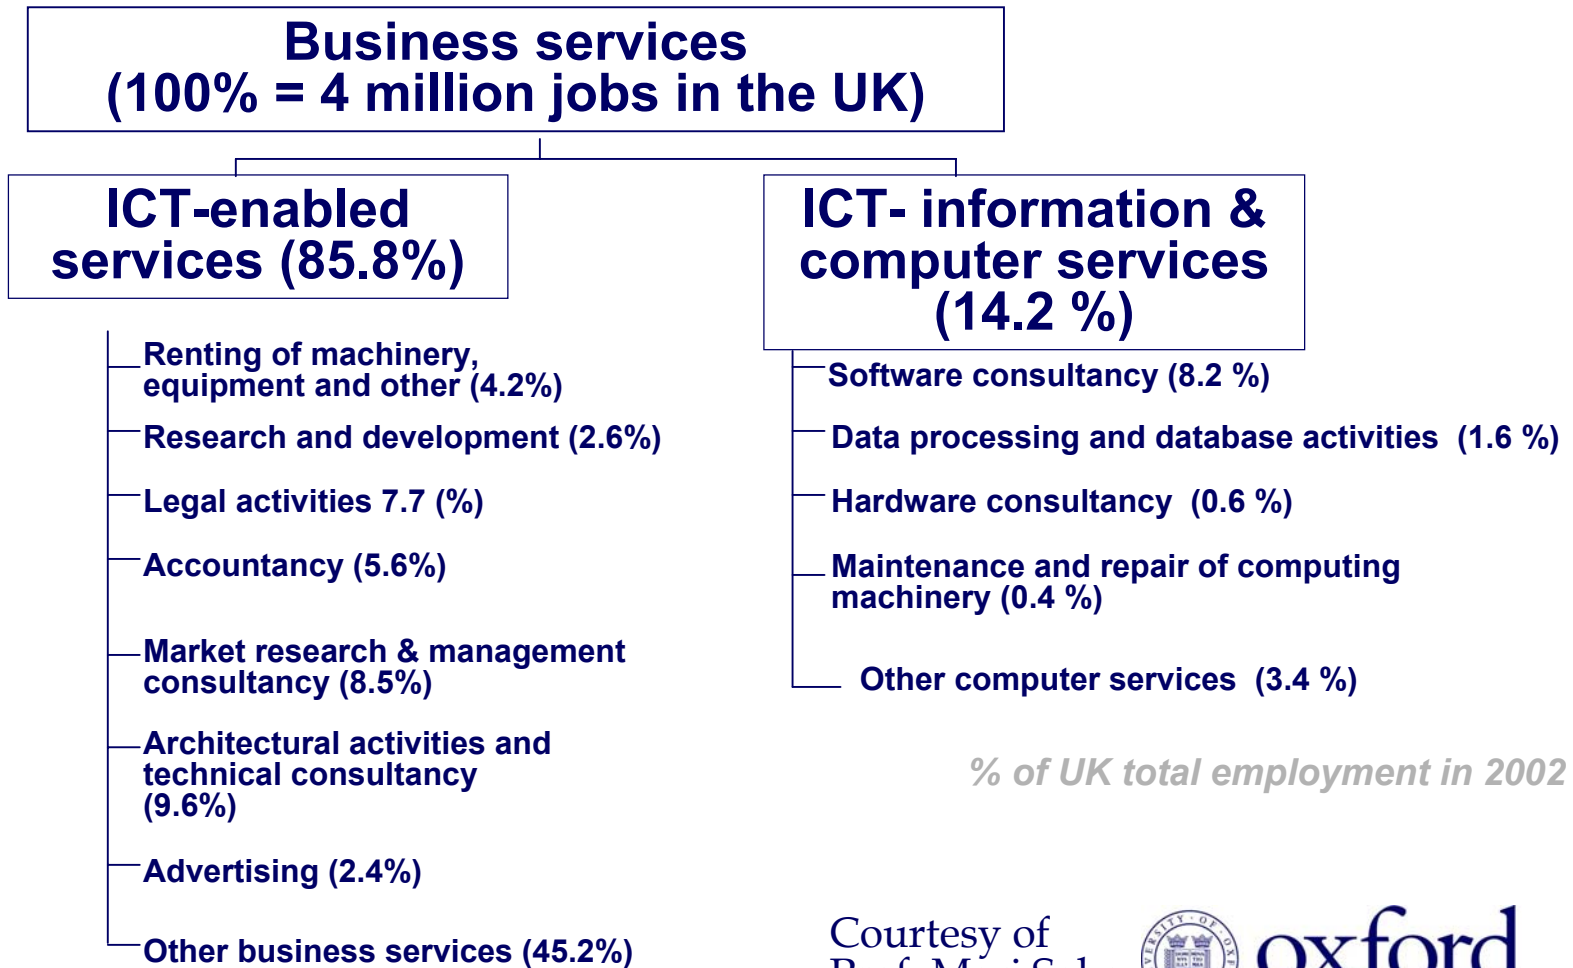 Business services
(100% = 4 million jobs in the UK)
ICT-enabled
services (85.8%)
Renting of machinery,
equipment and other (4.2%)
Research and development (2.6%)
Legal activities 7.7 (%)
Accountancy (5.6%)
Market research & management
consultancy (8.5%)
Architectural activities and
technical consultancy
(9.6%)
Advertising (2.4%)
Other business services (45.2%)
ICT- information &
computer services
(14.2 %)
Software consultancy (8.2 %)
Data processing and database activities (1.6 %)
Hardware consultancy (0.6 %)
Maintenance and repair of computing
machinery (0.4 %)
Other computer services (3.4 %)
% of UK total employment in 2002
Courtesy of
oxford